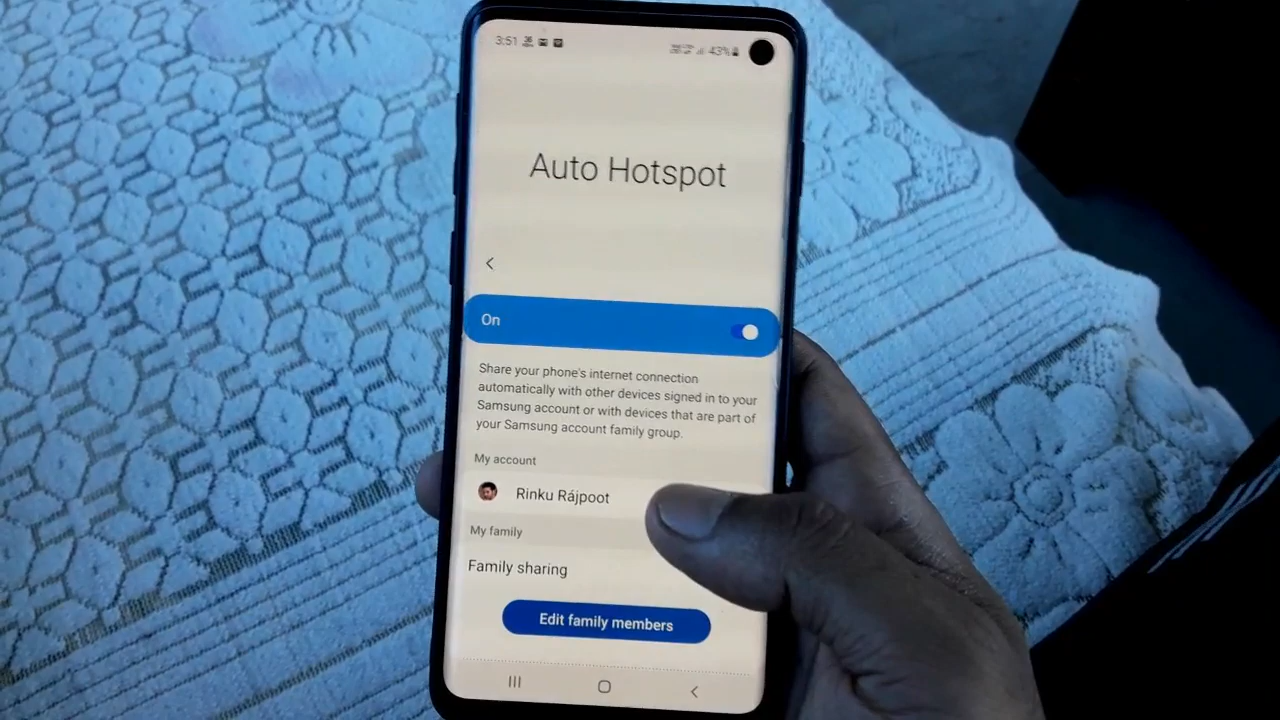 3:51 43%
Auto Hotspot
On
Share your phone's internet connection
automatically with other devices signed in to your
Samsung account or with devices that are part of
your Samsung account family group.
My account
Rinku Rájpoot
My family
Family sharing
Edit family members